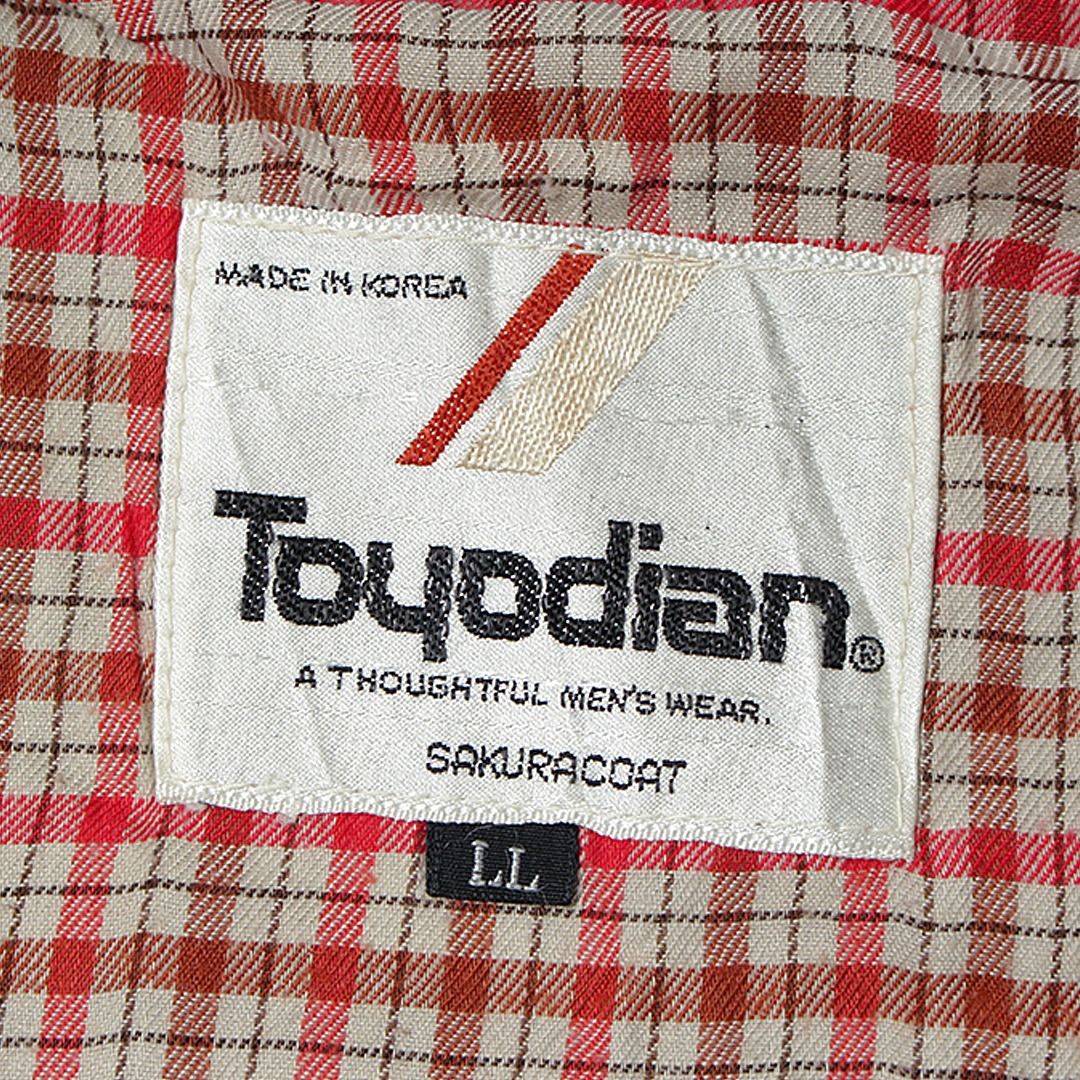 MADE IN KOREA
Toyodian®
A THOUGHTFUL MEN'S WEAR.
SAKURACOAT
LL